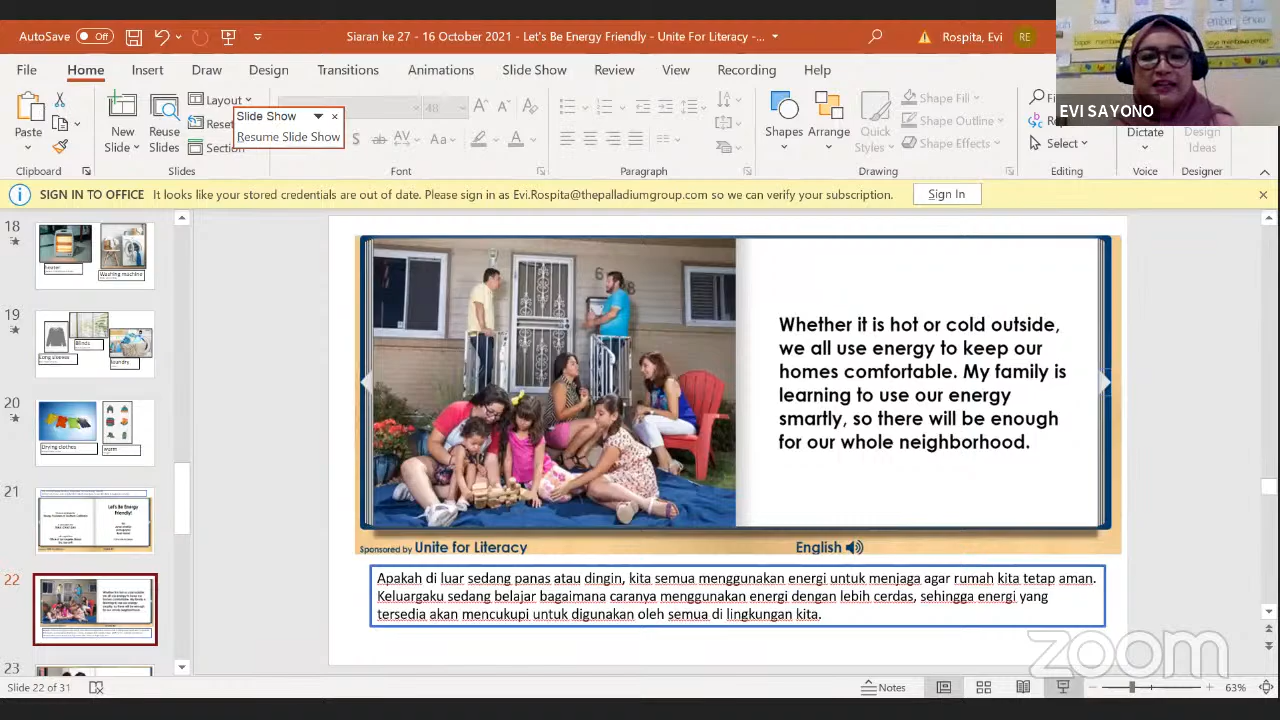 AutoSave Off
Siaran ke 27 - 16 October 2021 - Let's Be Energy Friendly - Unite For Literacy -...
Rospita, Evi RE
File Home Insert Draw Design Transitions Animations Slide Show Review View Recording Help
EVI SAYONO
Paste
New Slide
Reuse Slides
Layout
Reset
Section
Slide Show
Resume Slide Show
48
Shapes
Arrange
Quick Styles
Shape Fill
Shape Outline
Shape Effects
Select
Dictate
Design Ideas
Clipboard Slides Font Paragraph Drawing Editing Voice Designer
SIGN IN TO OFFICE It looks like your stored credentials are out of date. Please sign in as Evi.Rospita@thepalladiumgroup.com so we can verify your subscription. Sign In
18
Washing machine
19
Long sleeves
Blinds
laundry
20
Drying clothes
warm
21
Let's Be Energy
Friendly!
22
23
Whether it is hot or cold outside,
we all use energy to keep our
homes comfortable. My family is
learning to use our energy
smartly, so there will be enough
for our whole neighborhood.
Sponsored by Unite for Literacy
English
Apakah di luar sedang panas atau dingin, kita semua menggunakan energi untuk menjaga agar rumah kita tetap aman.
Keluargaku sedang belajar bagaimana caranya menggunakan energi dengan lebih cerdas, sehingga energi yang
tersedia akan mencukupi untuk digunakan oleh semua di lingkungan kita.
zoom
Slide 22 of 31
Notes
63%